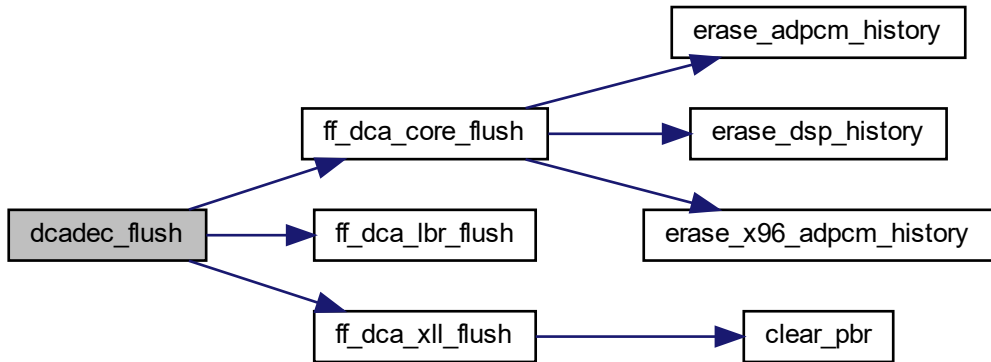 erase_adpcm_history
ff_dca_core_flush
erase_dsp_history
dcadec_flush
ff_dca_lbr_flush
erase_x96_adpcm_history
ff_dca_xll_flush
clear_pbr